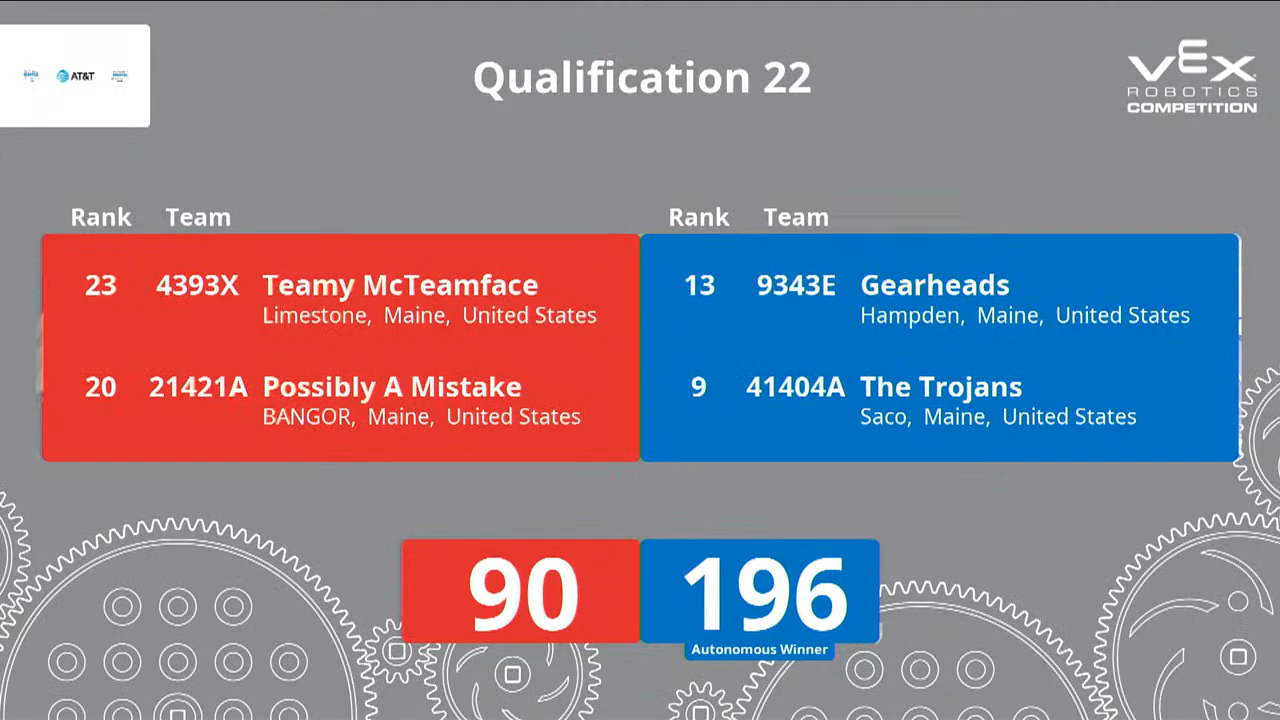 AT&T
Qualification 22
VEX
ROBOTICS
COMPETITION
Rank Team
23 4393X Teamy McTeamface
Limestone, Maine, United States
20 21421A Possibly A Mistake
BANGOR, Maine, United States
Rank Team
13 9343E Gearheads
Hampden, Maine, United States
9 41404A The Trojans
Saco, Maine, United States
90
196
Autonomous Winner